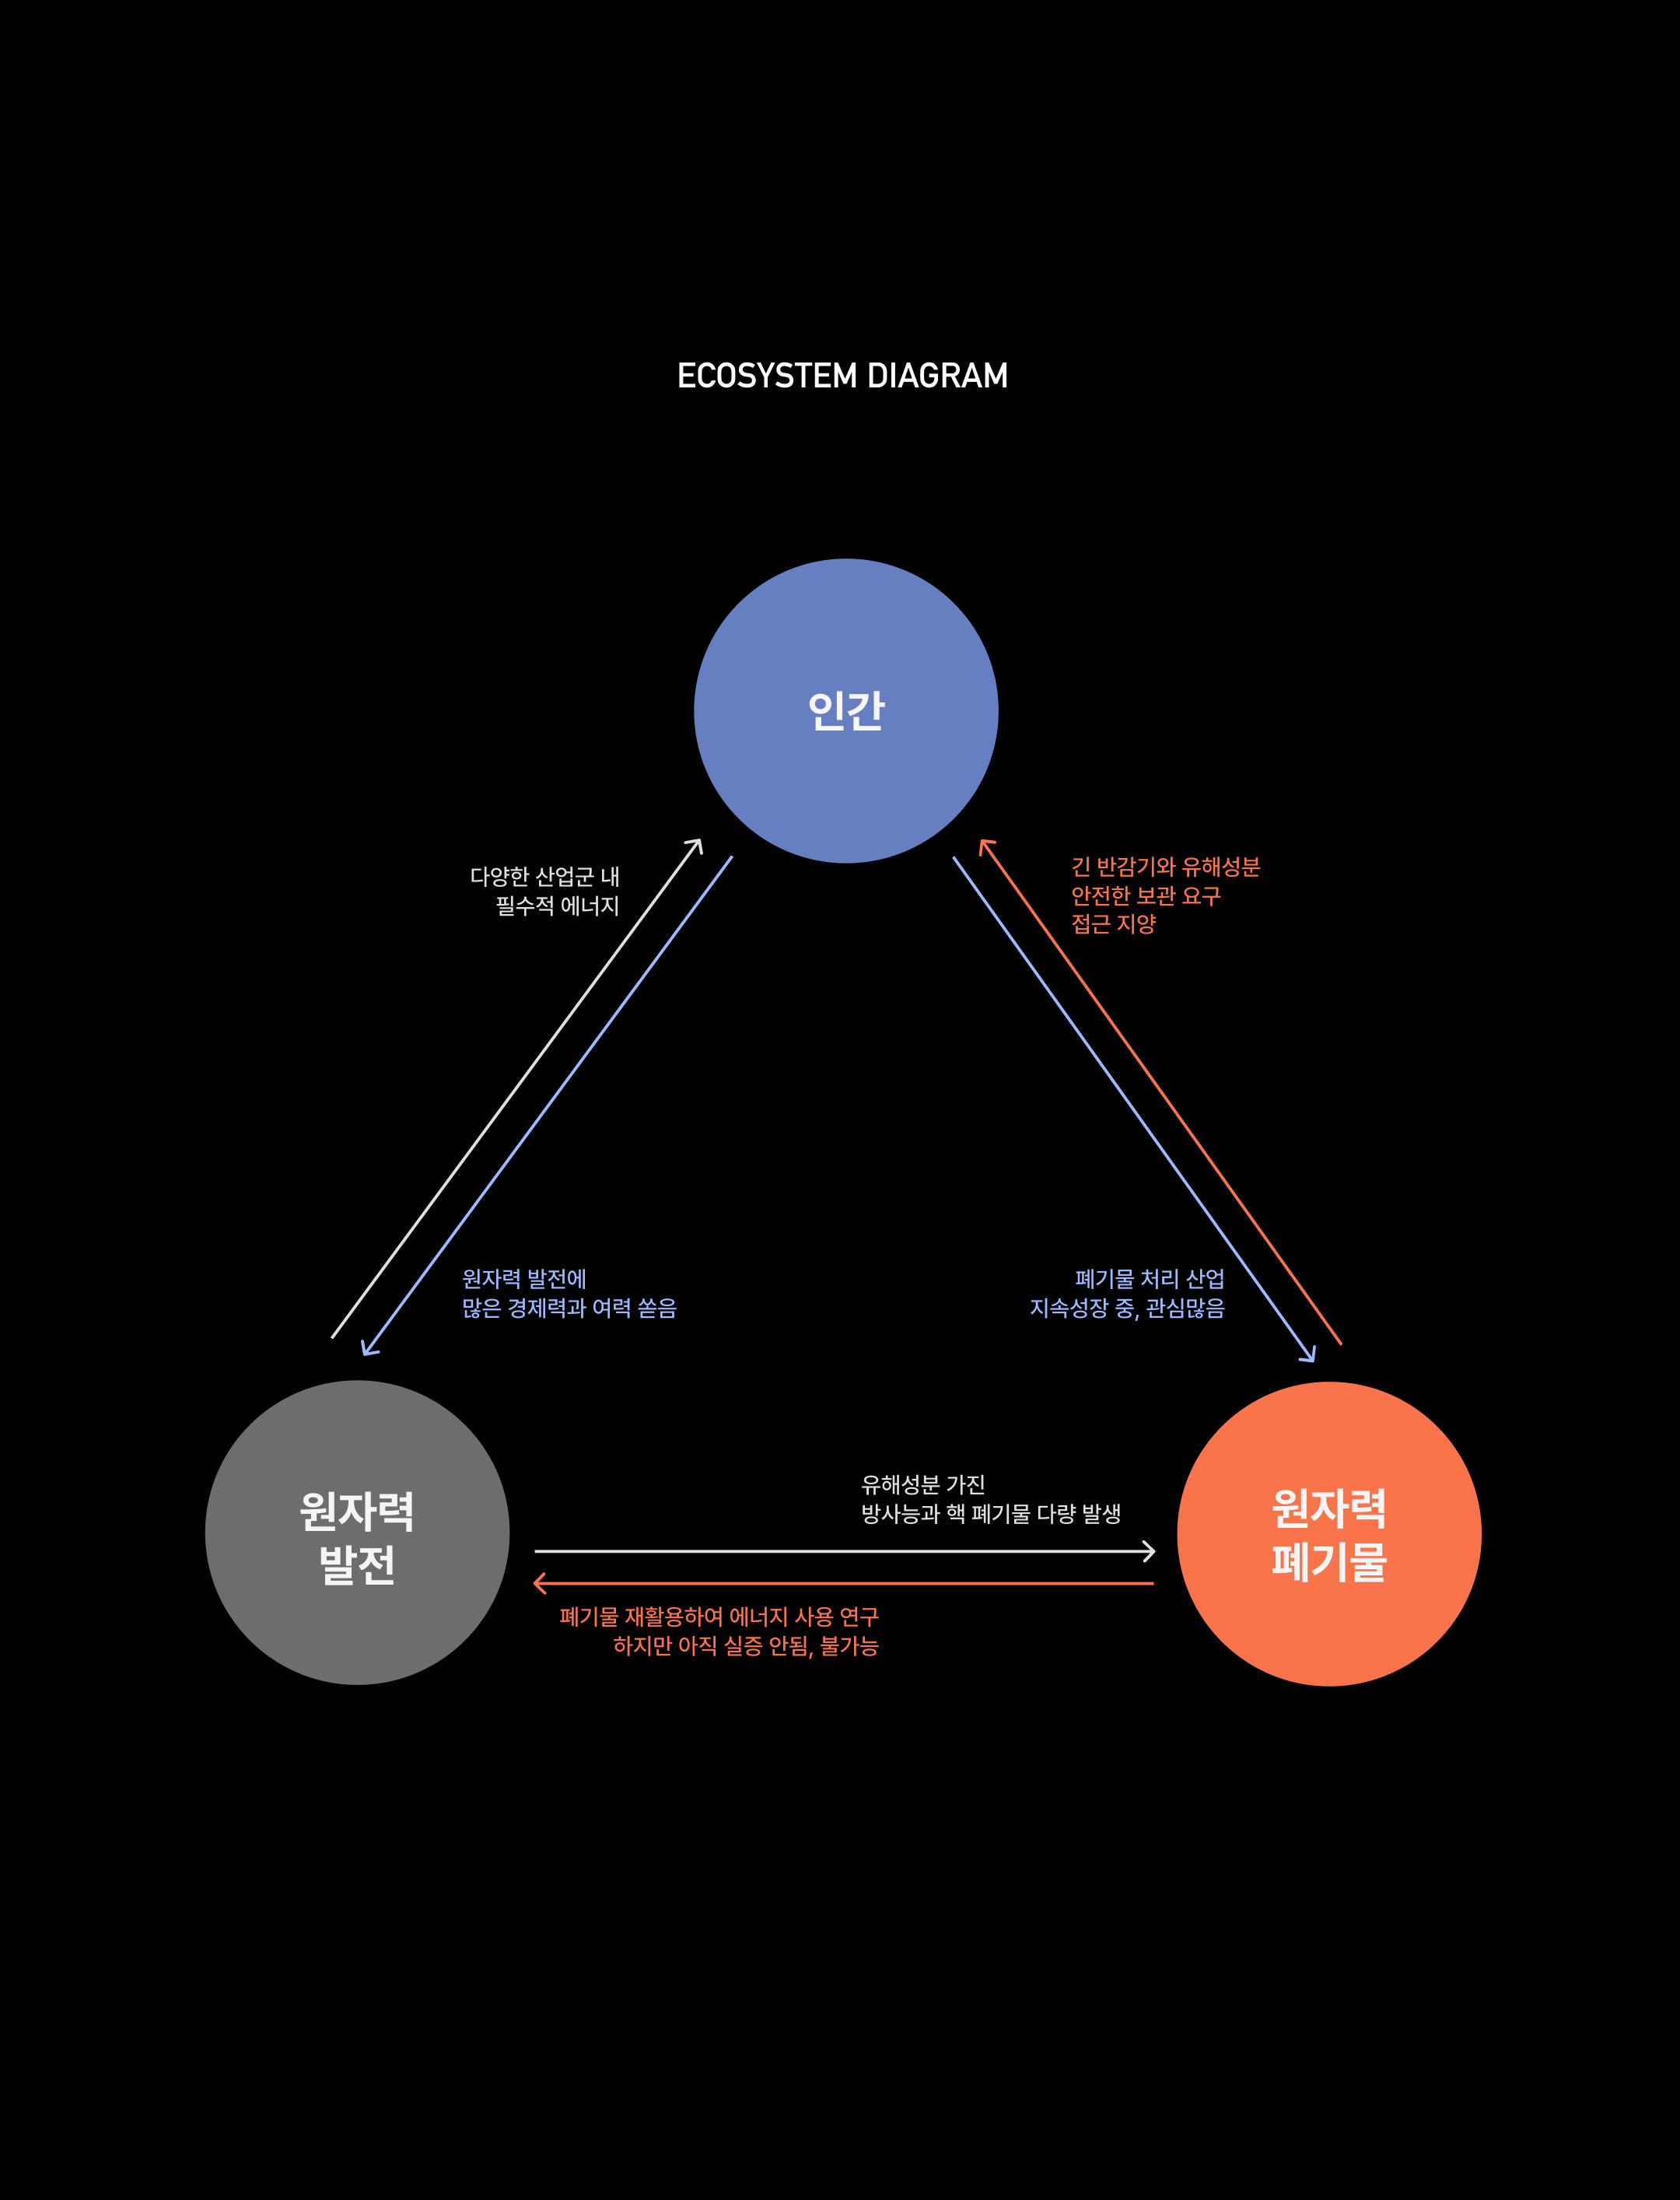 ECOSYSTEM DIAGRAM
인간
다양한 산업군 내
필수적 에너지
긴 반감기와 유해성분
안전한 보관 요구
접근 지양
원자력 발전에
많은 경제력과 여력 쏟음
폐기물 처리 산업
지속성장 중, 관심많음
원자력
발전
유해성분 가진
방사능과 핵 폐기물 다량 발생
폐기물 재활용하여 에너지 사용 연구
하지만 아직 실증 안됨, 불가능
원자력
폐기물